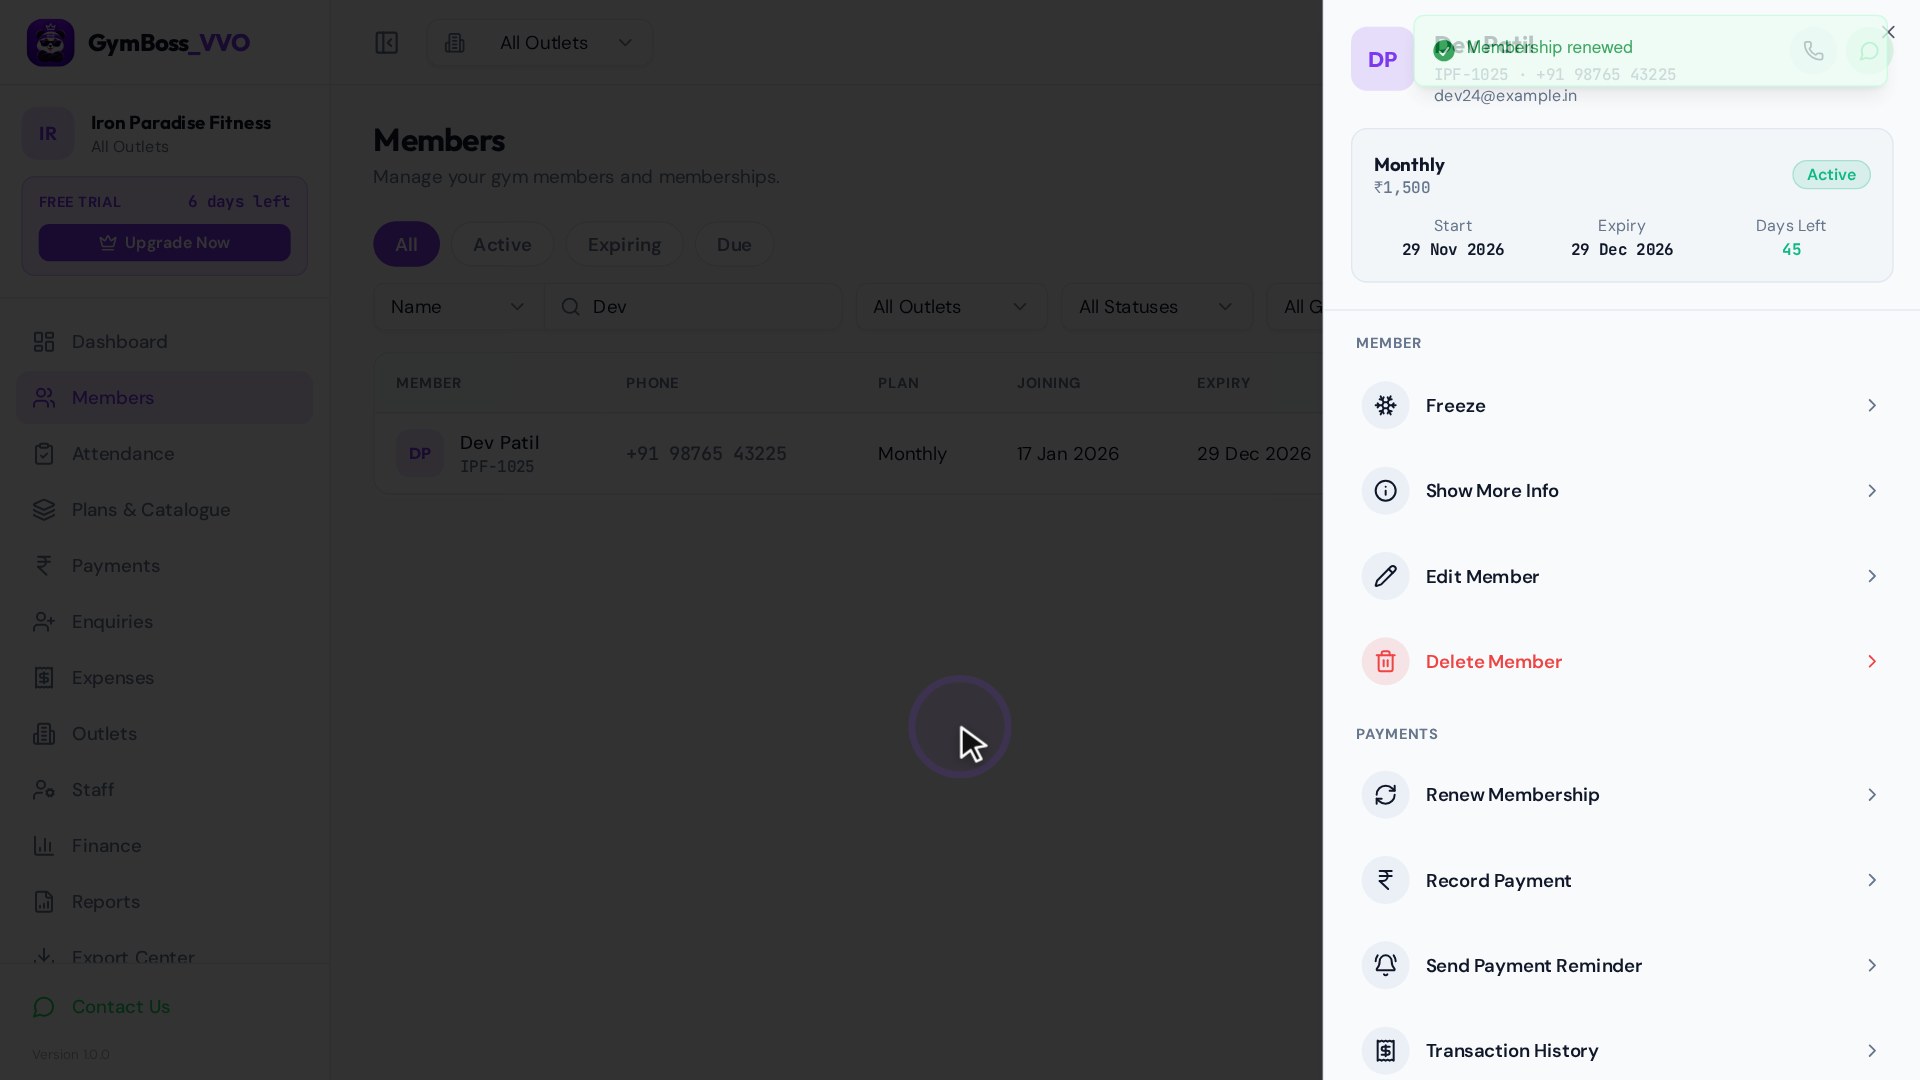 GymBoss_VVO
All Outlets
IR
Iron Paradise Fitness
All Outlets
FREE TRIAL 6 days left
Upgrade Now
Dashboard
Members
Attendance
Plans & Catalogue
Payments
Enquiries
Expenses
Outlets
Staff
Finance
Reports
Export Center
Contact Us
Version 1.0.0
Members
Manage your gym members and memberships.
All Active Expiring Due
Name Dev All Outlets All Statuses All G
MEMBER PHONE PLAN JOINING EXPIRY
DP Dev Patil +91 98765 43225 Monthly 17 Jan 2026 29 Dec 2026
IPF-1025
DP
Dev Patil
Membership renewed
IPF-1025 · +91 98765 43225
dev24@example.in
Monthly
₹1,500
Active
Start Expiry Days Left
29 Nov 2026 29 Dec 2026 45
MEMBER
Freeze
Show More Info
Edit Member
Delete Member
PAYMENTS
Renew Membership
Record Payment
Send Payment Reminder
Transaction History